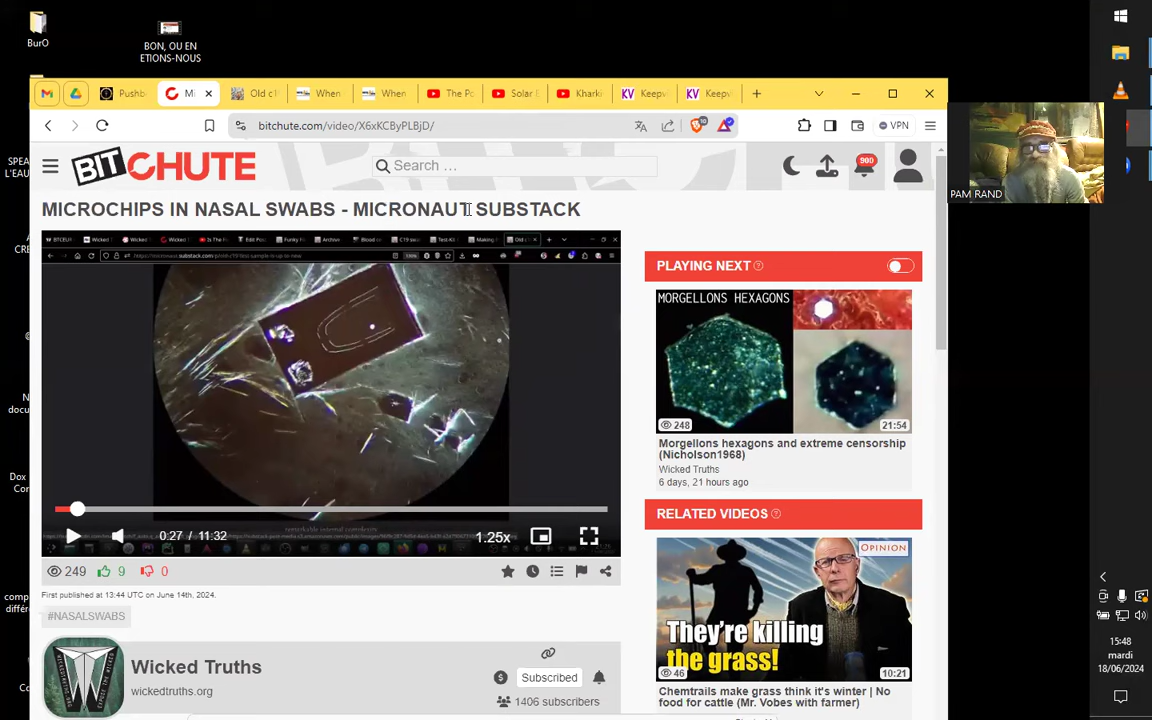 BurO
BON, OU EN
ETIONS-NOUS
Pushb
Mi
Old c
When
When
The Po
Solar
Kharki
Keepv
Keepv
bitchute.com/video/X6xKCByPLBjD/
VPN
BITCHUTE
Search ...
900
PAM RAND
MICROCHIPS IN NASAL SWABS - MICRONAUT SUBSTACK
PLAYING NEXT
MORGELLONS HEXAGONS
248
21:54
Morgellons hexagons and extreme censorship
(Nicholson1968)
Wicked Truths
6 days, 21 hours ago
0:27 / 11:32
1.25x
249
9
0
First published at 13:44 UTC on June 14th, 2024.
#NASALSWABS
RELATED VIDEOS
OPINION
They're killing
the grass!
46
10:21
Chemtrails make grass think it's winter | No
food for cattle (Mr. Vobes with farmer)
Wicked Truths
wickedtruths.org
Subscribed
1406 subscribers
15:48
mardi
18/06/2024